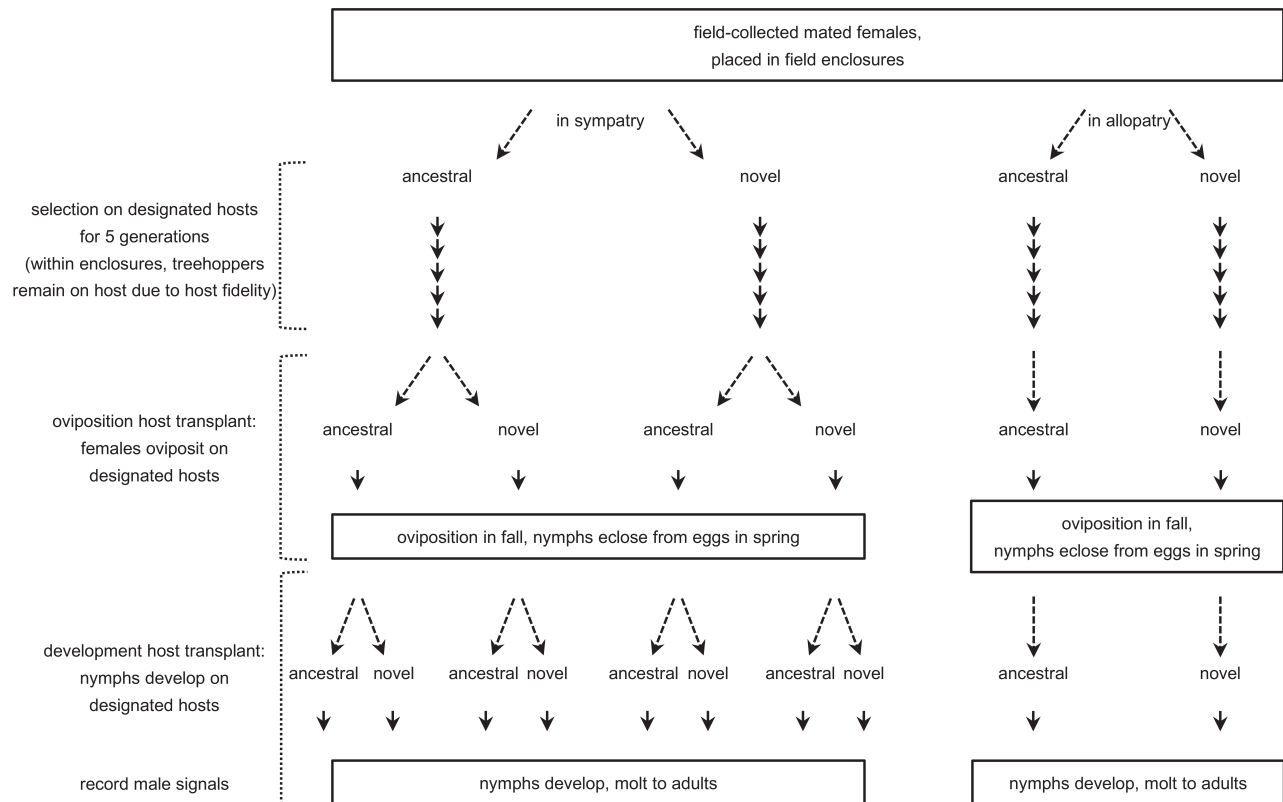 field-collected mated females,
placed in field enclosures
in sympatry
in allopatry
ancestral
novel
ancestral
novel
selection on designated hosts
for 5 generations
(within enclosures, treehoppers
remain on host due to host fidelity)
oviposition host transplant:
females oviposit on
designated hosts
ancestral
novel
ancestral
novel
ancestral
novel
oviposition in fall, nymphs eclose from eggs in spring
oviposition in fall,
nymphs eclose from eggs in spring
development host transplant:
nymphs develop on
designated hosts
ancestral
novel
ancestral
novel
ancestral
novel
ancestral
novel
ancestral
novel
record male signals
nymphs develop, molt to adults
nymphs develop, molt to adults